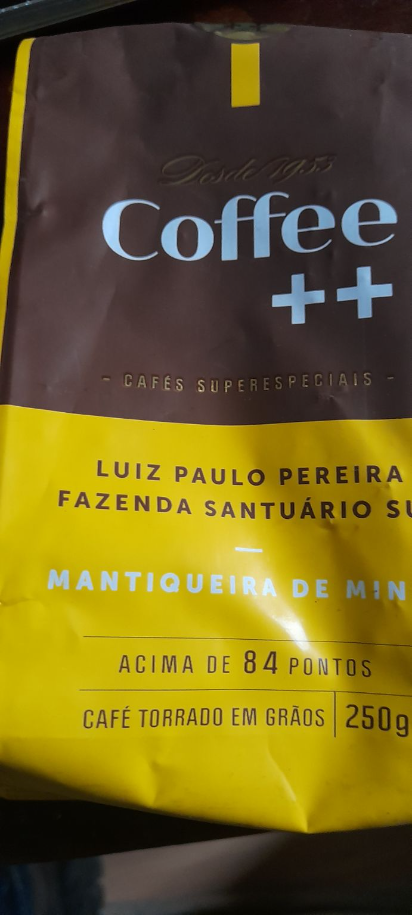 Desde 1953
Coffee
++
- CAFÉS SUPERESPECIAIS -
LUIZ PAULO PEREIRA
FAZENDA SANTUÁRIO SU
MANTIQUEIRA DE MIN
ACIMA DE 84 PONTOS
CAFÉ TORRADO EM GRÃOS | 250g